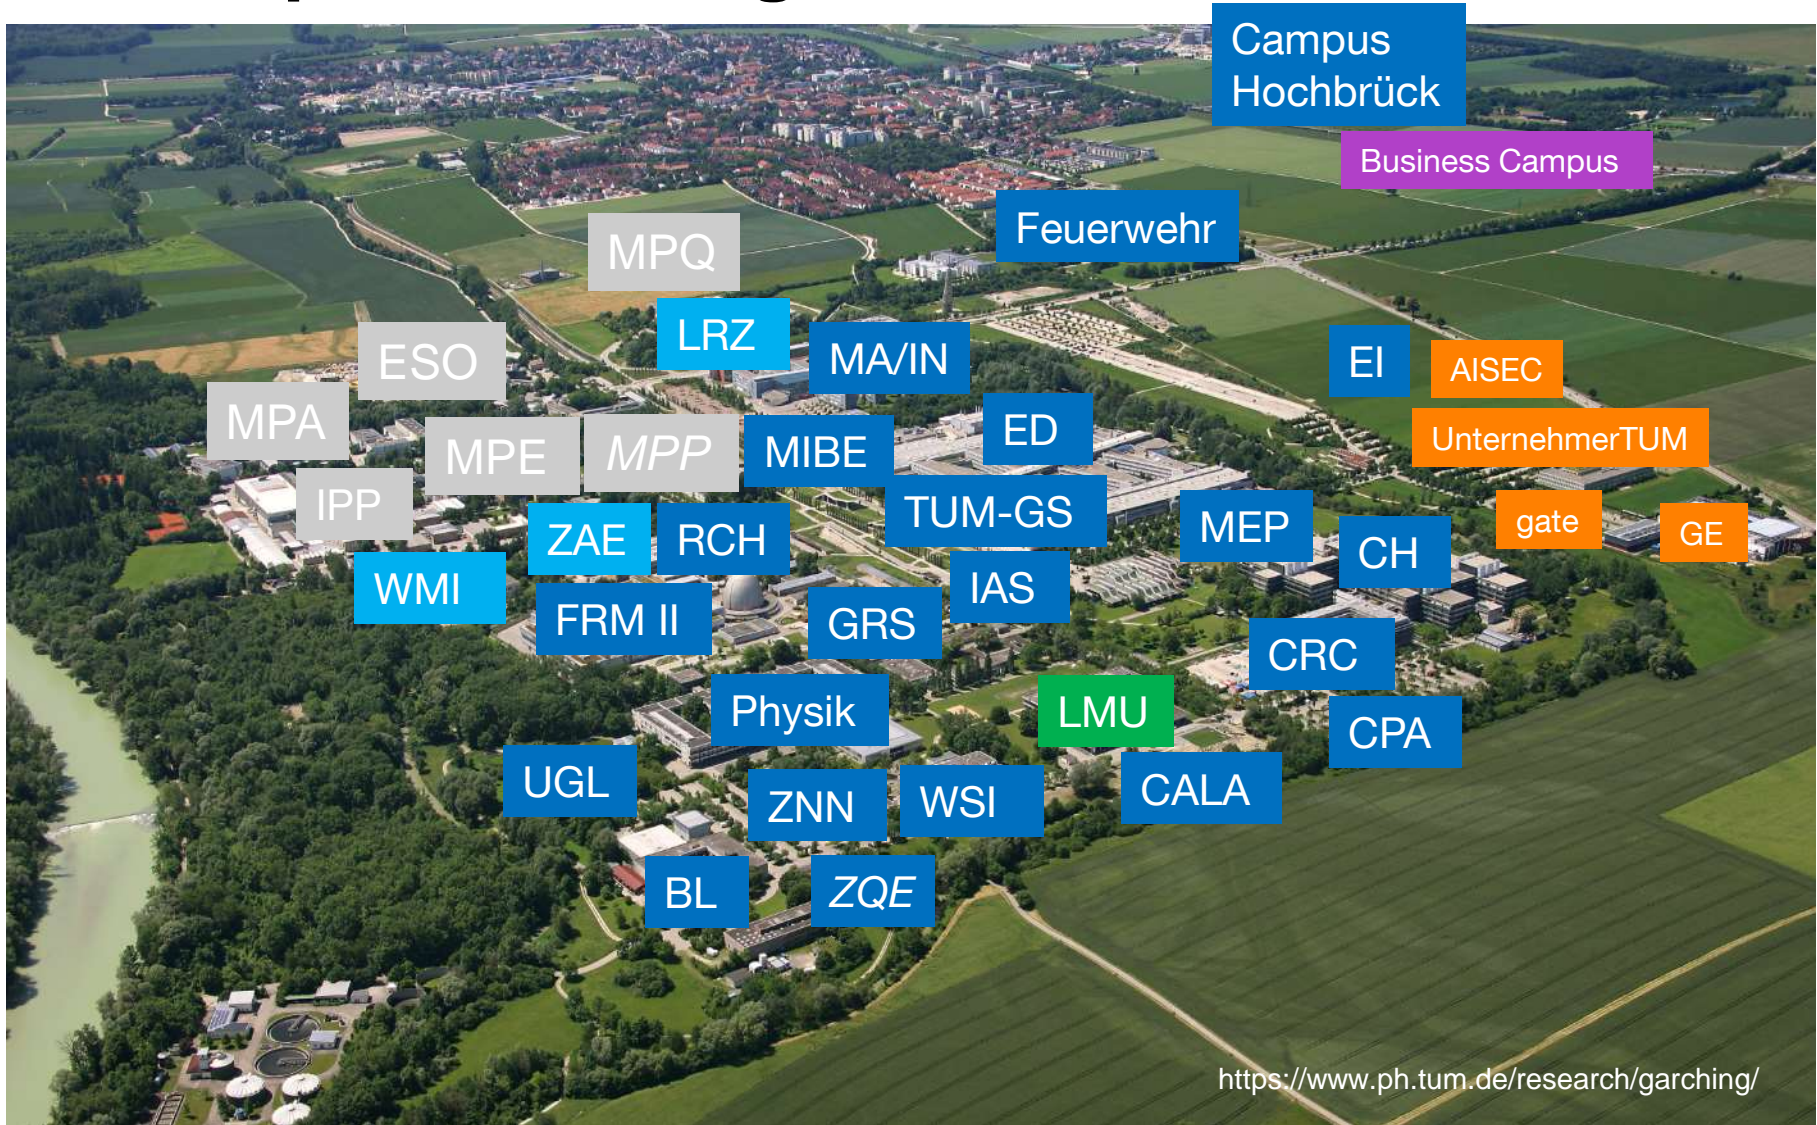 Campus
Hochbrück
Business Campus
Feuerwehr
MPQ
LRZ
MA/IN
ESO
EI
AISEC
MPA
MPE
MPP
MIBE
ED
UnternehmerTUM
IPP
ZAE
RCH
TUM-GS
MEP
CH
gate
GE
WMI
FRM II
GRS
IAS
CRC
Physik
LMU
CPA
UGL
ZNN
WSI
CALA
BL
ZQE
https://www.ph.tum.de/research/garching/